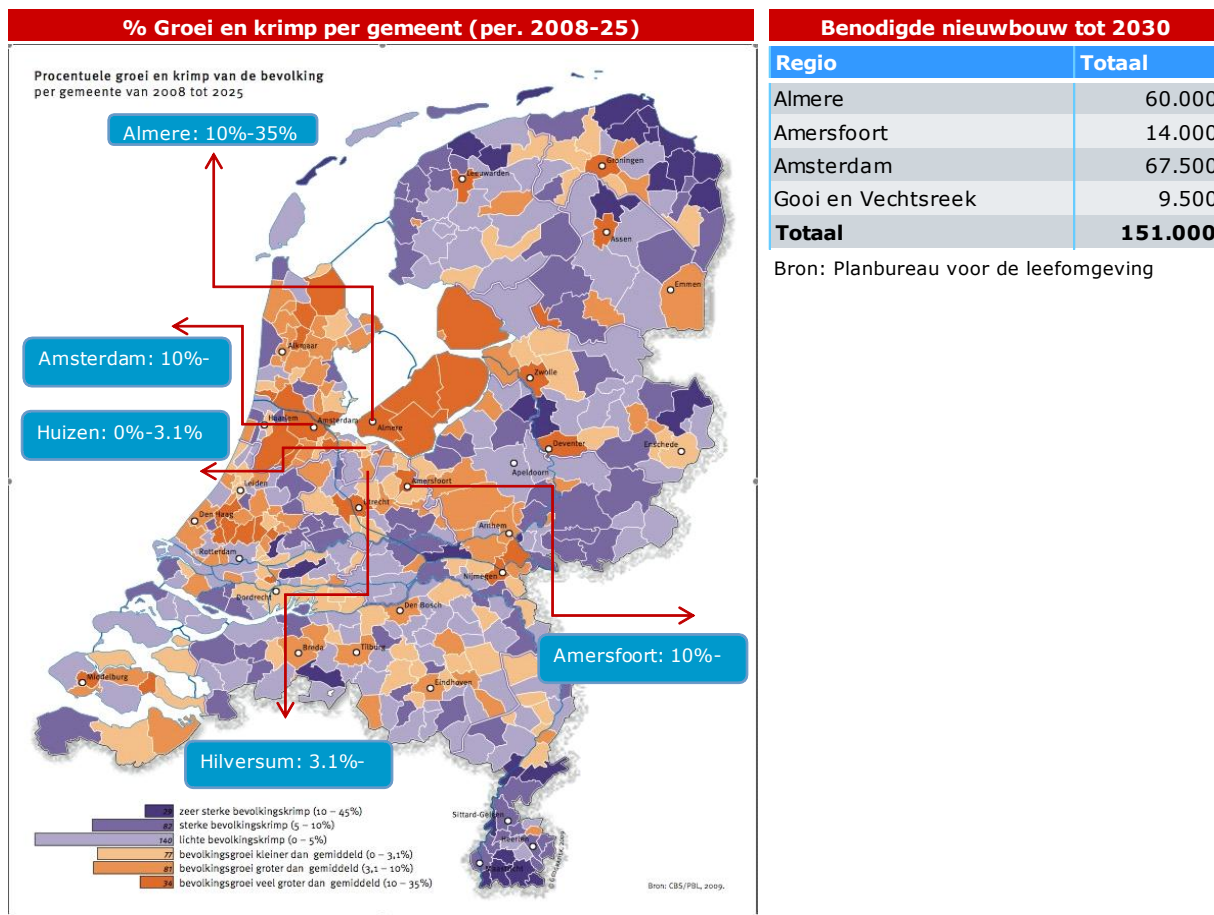 % Groei en krimp per gemeent (per. 2008-25)
Procentuele groei en krimp van de bevolking
per gemeente van 2008 tot 2025
Almere: 10%-35%
Amsterdam: 10%-
Huizen: 0%-3.1%
Amersfoort: 10%-
Hilversum: 3.1%-
Leeuwarden
Groningen
Assen
Emmen
Alkmaar
Zwolle
Haarlem
Amsterdam
Almere
Deventer
Enschede
Apeldoorn
Leiden
Amersfoort
Utrecht
Den Haag
Arnhem
Rotterdam
Nijmegen
Dordrecht
Den Bosch
Breda
Tilburg
Middelburg
Eindhoven
Sittard-Geleen
Heerlen
Maastricht
29 zeer sterke bevolkingskrimp (10 – 45%)
82 sterke bevolkingskrimp (5 – 10%)
140 lichte bevolkingskrimp (0 – 5%)
77 bevolkingsgroei kleiner dan gemiddeld (0 – 3,1%)
81 bevolkingsgroei groter dan gemiddeld (3,1 – 10%)
34 bevolkingsgroei veel groter dan gemiddeld (10 – 35%)
Bron: CBS/PBL, 2009.
Benodigde nieuwbouw tot 2030
Regio Totaal
Almere 60.000
Amersfoort 14.000
Amsterdam 67.500
Gooi en Vechtsreek 9.500
Totaal 151.000
Bron: Planbureau voor de leefomgeving